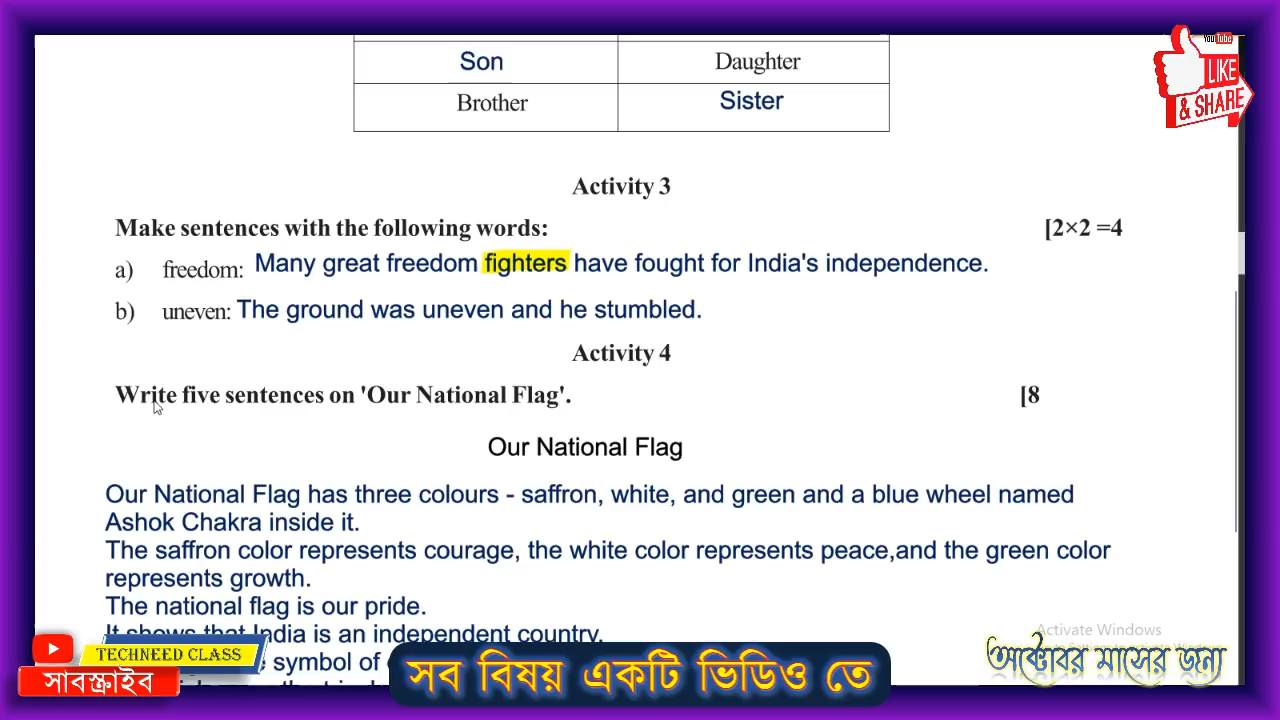 YouTube
LIKE
& SHARE
Son Daughter
Brother Sister
Activity 3
Make sentences with the following words: [2×2 =4
a) freedom: Many great freedom fighters have fought for India's independence.
b) uneven: The ground was uneven and he stumbled.
Activity 4
Write five sentences on 'Our National Flag'. [8
Our National Flag
Our National Flag has three colours - saffron, white, and green and a blue wheel named
Ashok Chakra inside it.
The saffron color represents courage, the white color represents peace,and the green color
represents growth.
The national flag is our pride.
It shows that India is an independent country.
symbol of
Activate Windows
TECHNEED CLASS
সাবস্ক্রাইব
সব বিষয় একটি ভিডিও তে
অক্টোবর মাসের জন্য